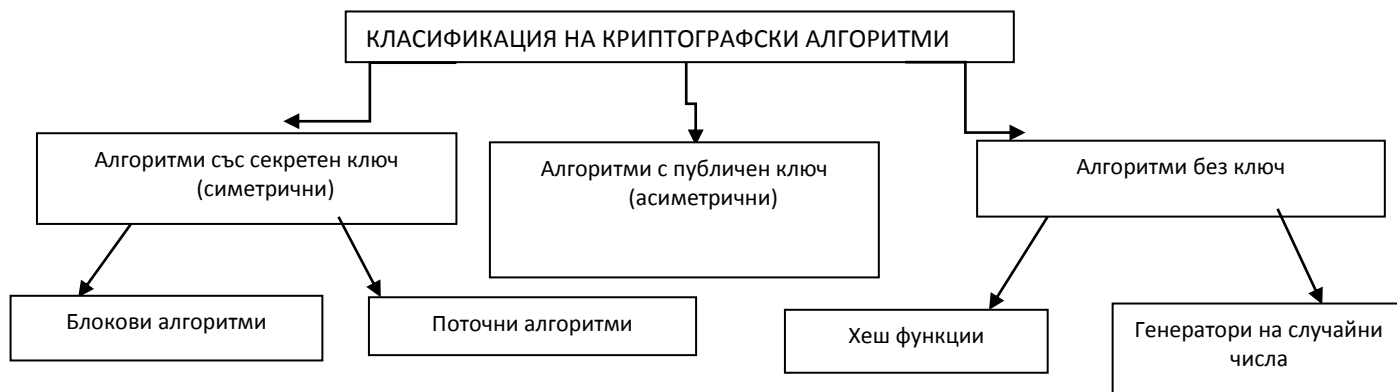 КЛАСИФИКАЦИЯ НА КРИПТОГРАФСКИ АЛГОРИТМИ
Алгоритми със секретен ключ
(симетрични)
Алгоритми с публичен ключ
(асиметрични)
Алгоритми без ключ
Блокови алгоритми
Поточни алгоритми
Хеш функции
Генератори на случайни
числа